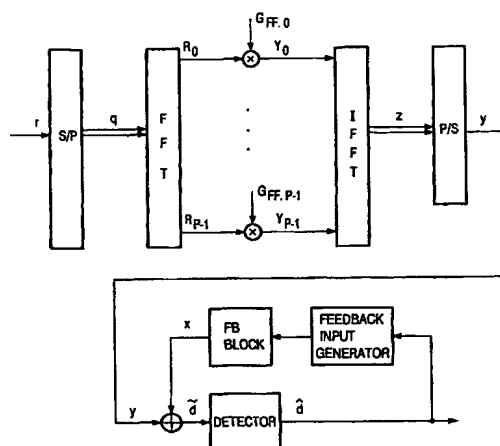 G_FF,0
R_0
Y_0
r
S/P
q
F F T
I F F T
z
P/S
y
G_FF,P-1
R_P-1
Y_P-1
x
FB BLOCK
FEEDBACK INPUT GENERATOR
y
d̃
DETECTOR
d̂